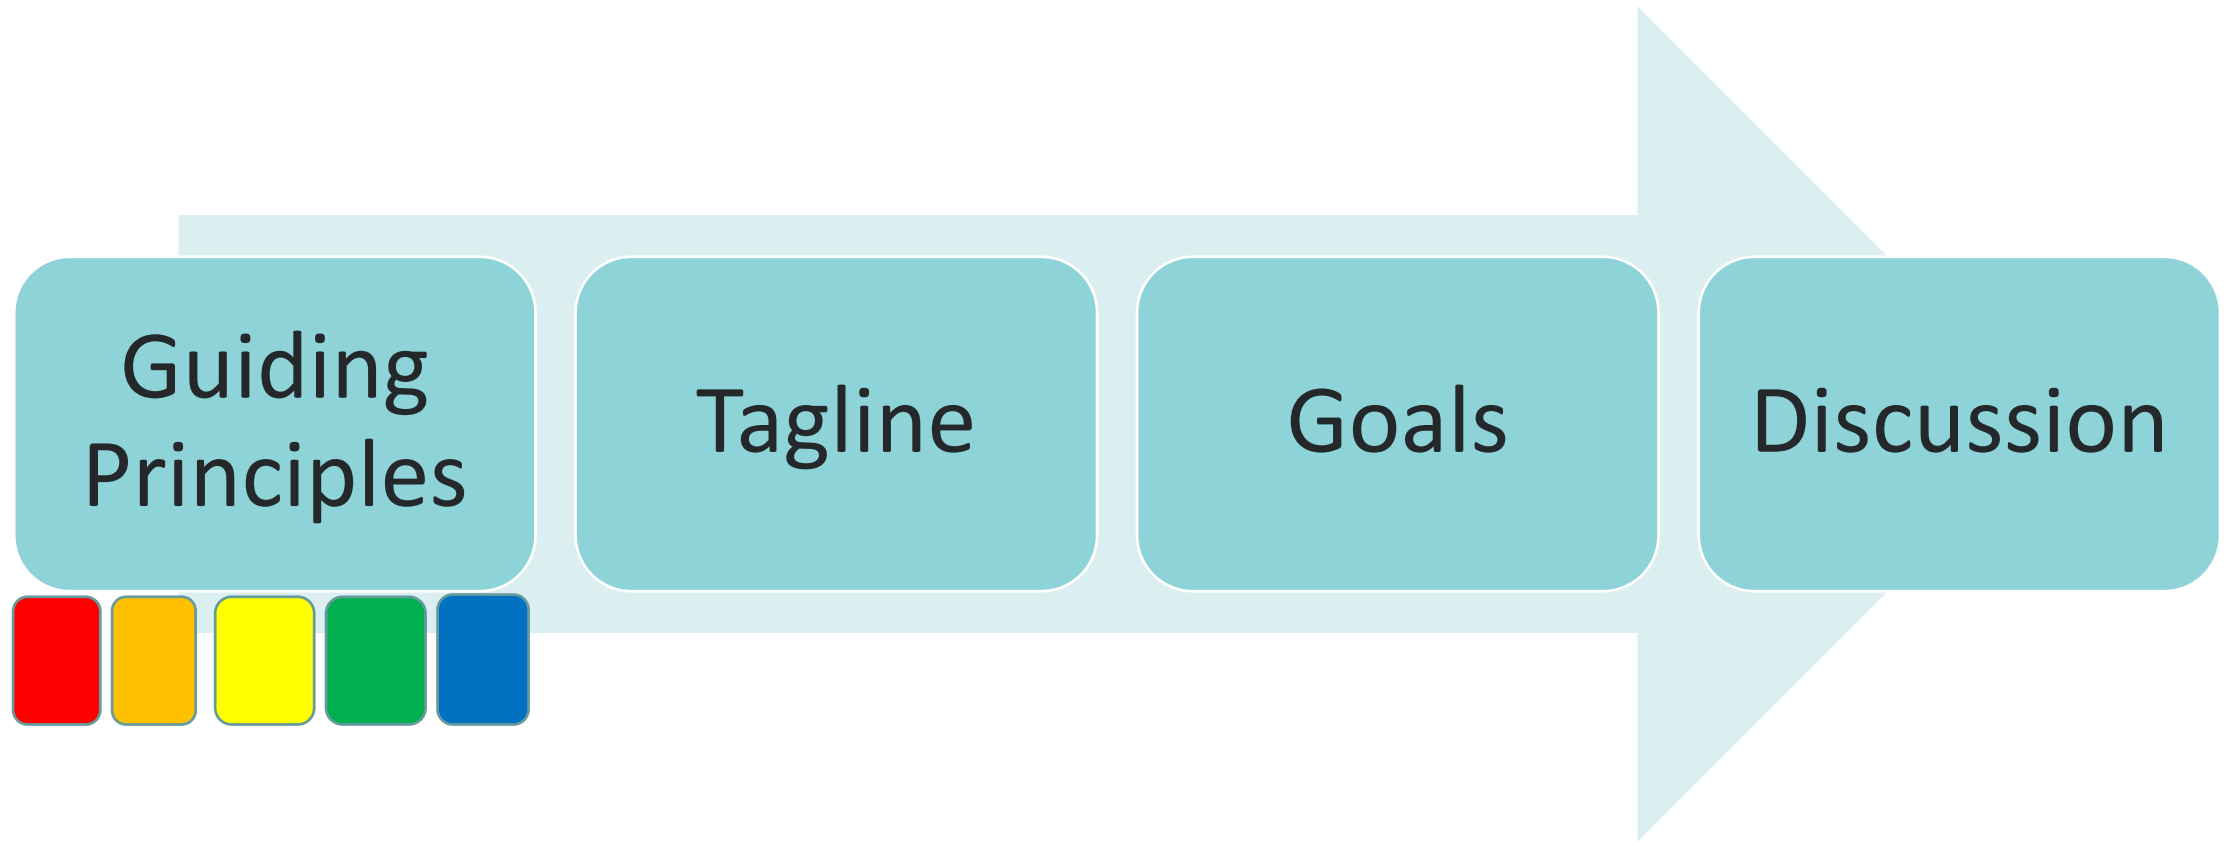 Guiding
Principles
Tagline
Goals
Discussion